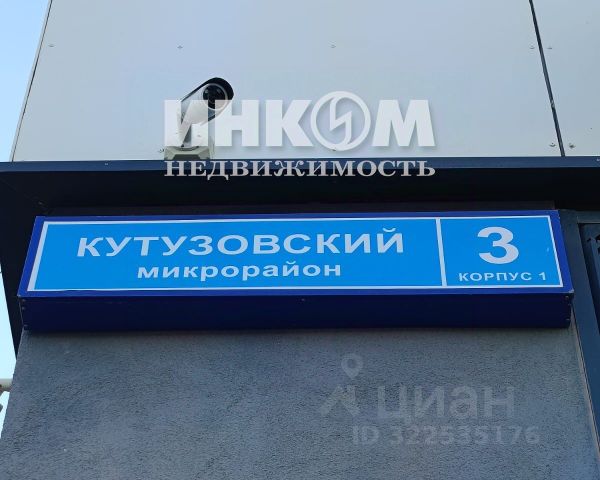 ИНКОМ
НЕДВИЖИМОСТЬ
КУТУЗОВСКИЙ
микрорайон
3
КОРПУС 1
циан
ID 322535176